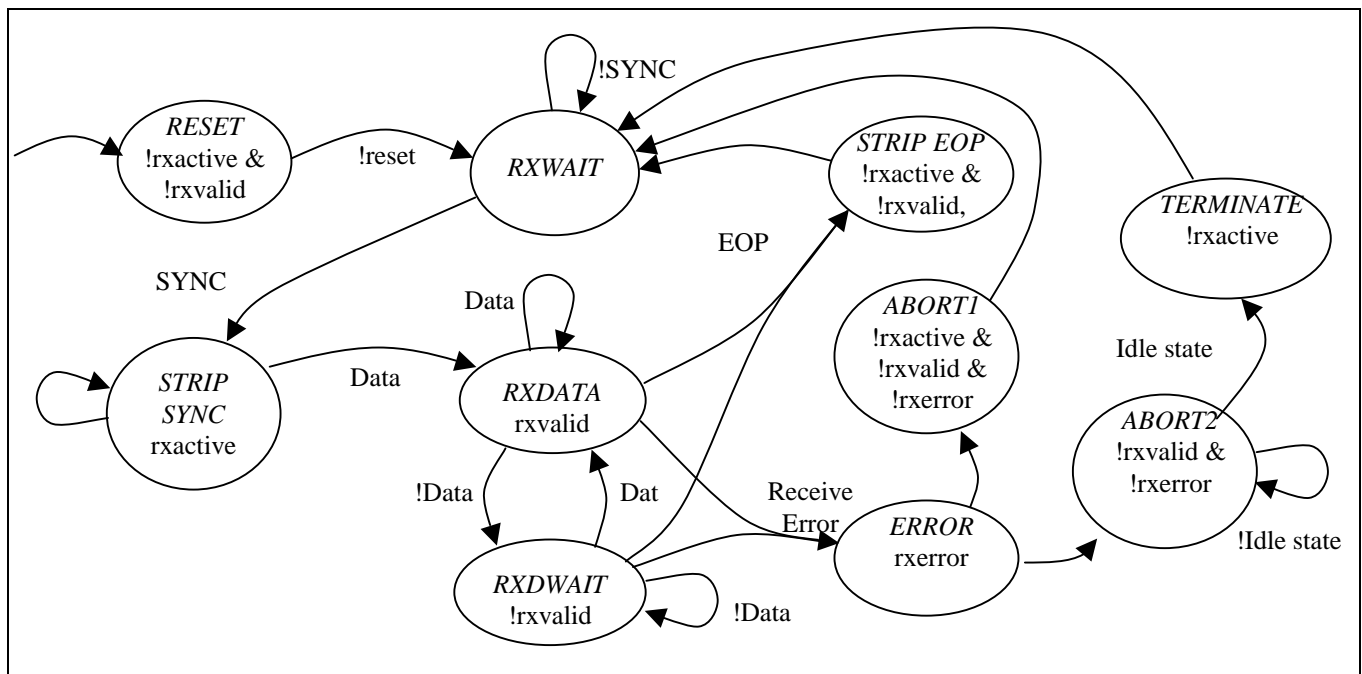 !SYNC
RESET
!rxactive &
!rxvalid
!reset
RXWAIT
STRIP EOP
!rxactive &
!rxvalid,
TERMINATE
!rxactive
EOP
SYNC
Data
ABORT1
!rxactive &
!rxvalid &
!rxerror
Idle state
STRIP
SYNC
rxactive
Data
RXDATA
rxvalid
ABORT2
!rxvalid &
!rxerror
!Data
Dat
Receive
Error
ERROR
rxerror
!Idle state
RXDWAIT
!rxvalid
!Data